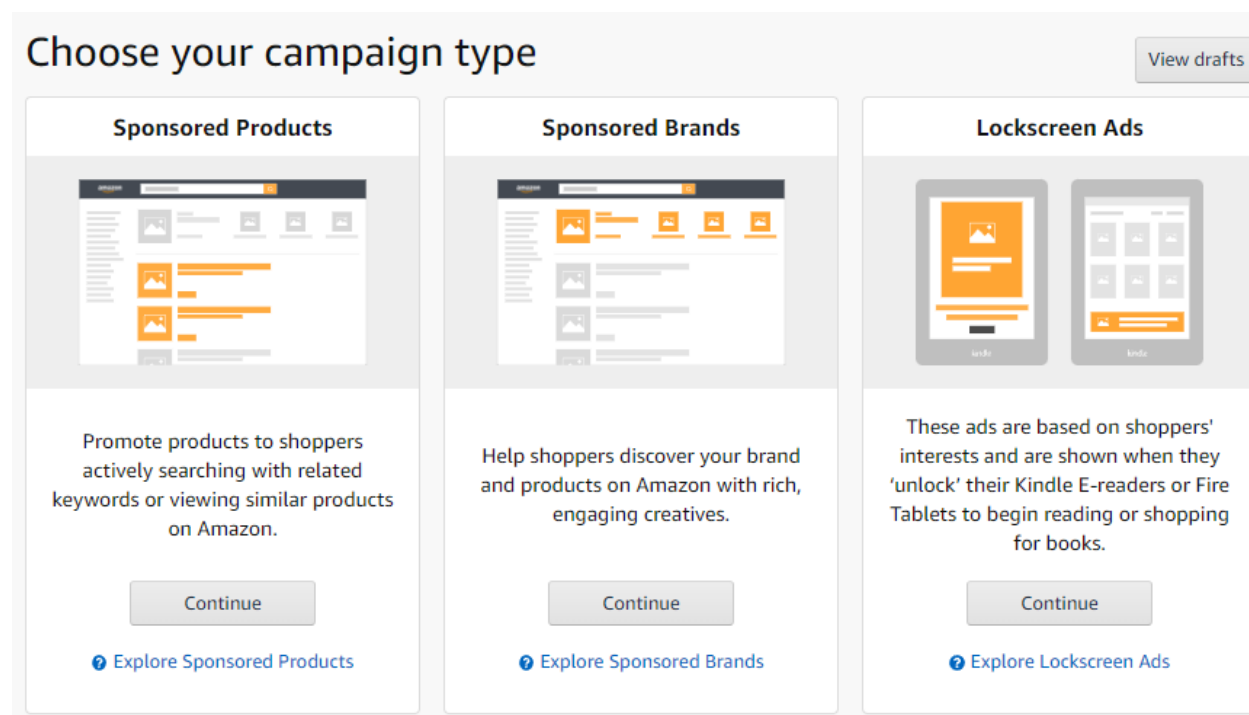 Choose your campaign type
View drafts
Sponsored Products
amazon
Promote products to shoppers
actively searching with related
keywords or viewing similar products
on Amazon.
Continue
Explore Sponsored Products
Sponsored Brands
amazon
Help shoppers discover your brand
and products on Amazon with rich,
engaging creatives.
Continue
Explore Sponsored Brands
Lockscreen Ads
kindle
kindle
These ads are based on shoppers'
interests and are shown when they
‘unlock’ their Kindle E-readers or Fire
Tablets to begin reading or shopping
for books.
Continue
Explore Lockscreen Ads